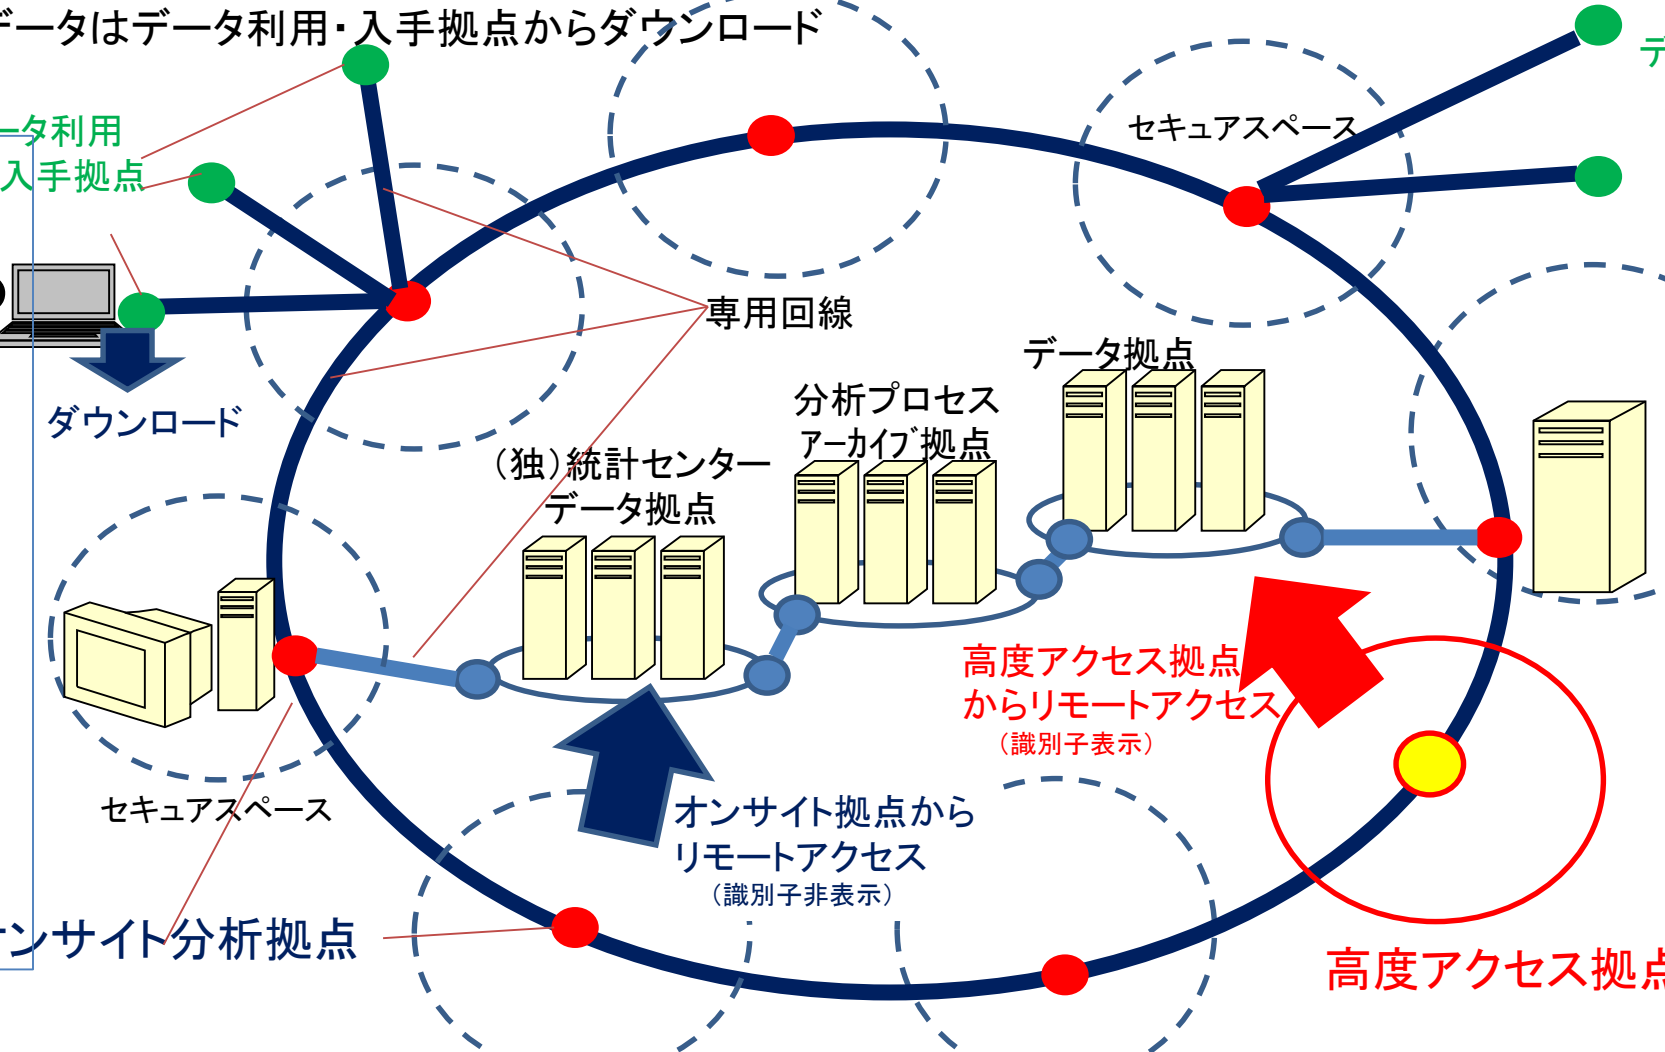 データはデータ利用・入手拠点からダウンロード
ータ利用
入手拠点
デ
セキュアスペース
専用回線
データ拠点
分析プロセス
アーカイブ拠点
（独）統計センター
データ拠点
ダウンロード
高度アクセス拠点
からリモートアクセス
（識別子表示）
セキュアスペース
オンサイト拠点から
リモートアクセス
（識別子非表示）
オンサイト分析拠点
高度アクセス拠点